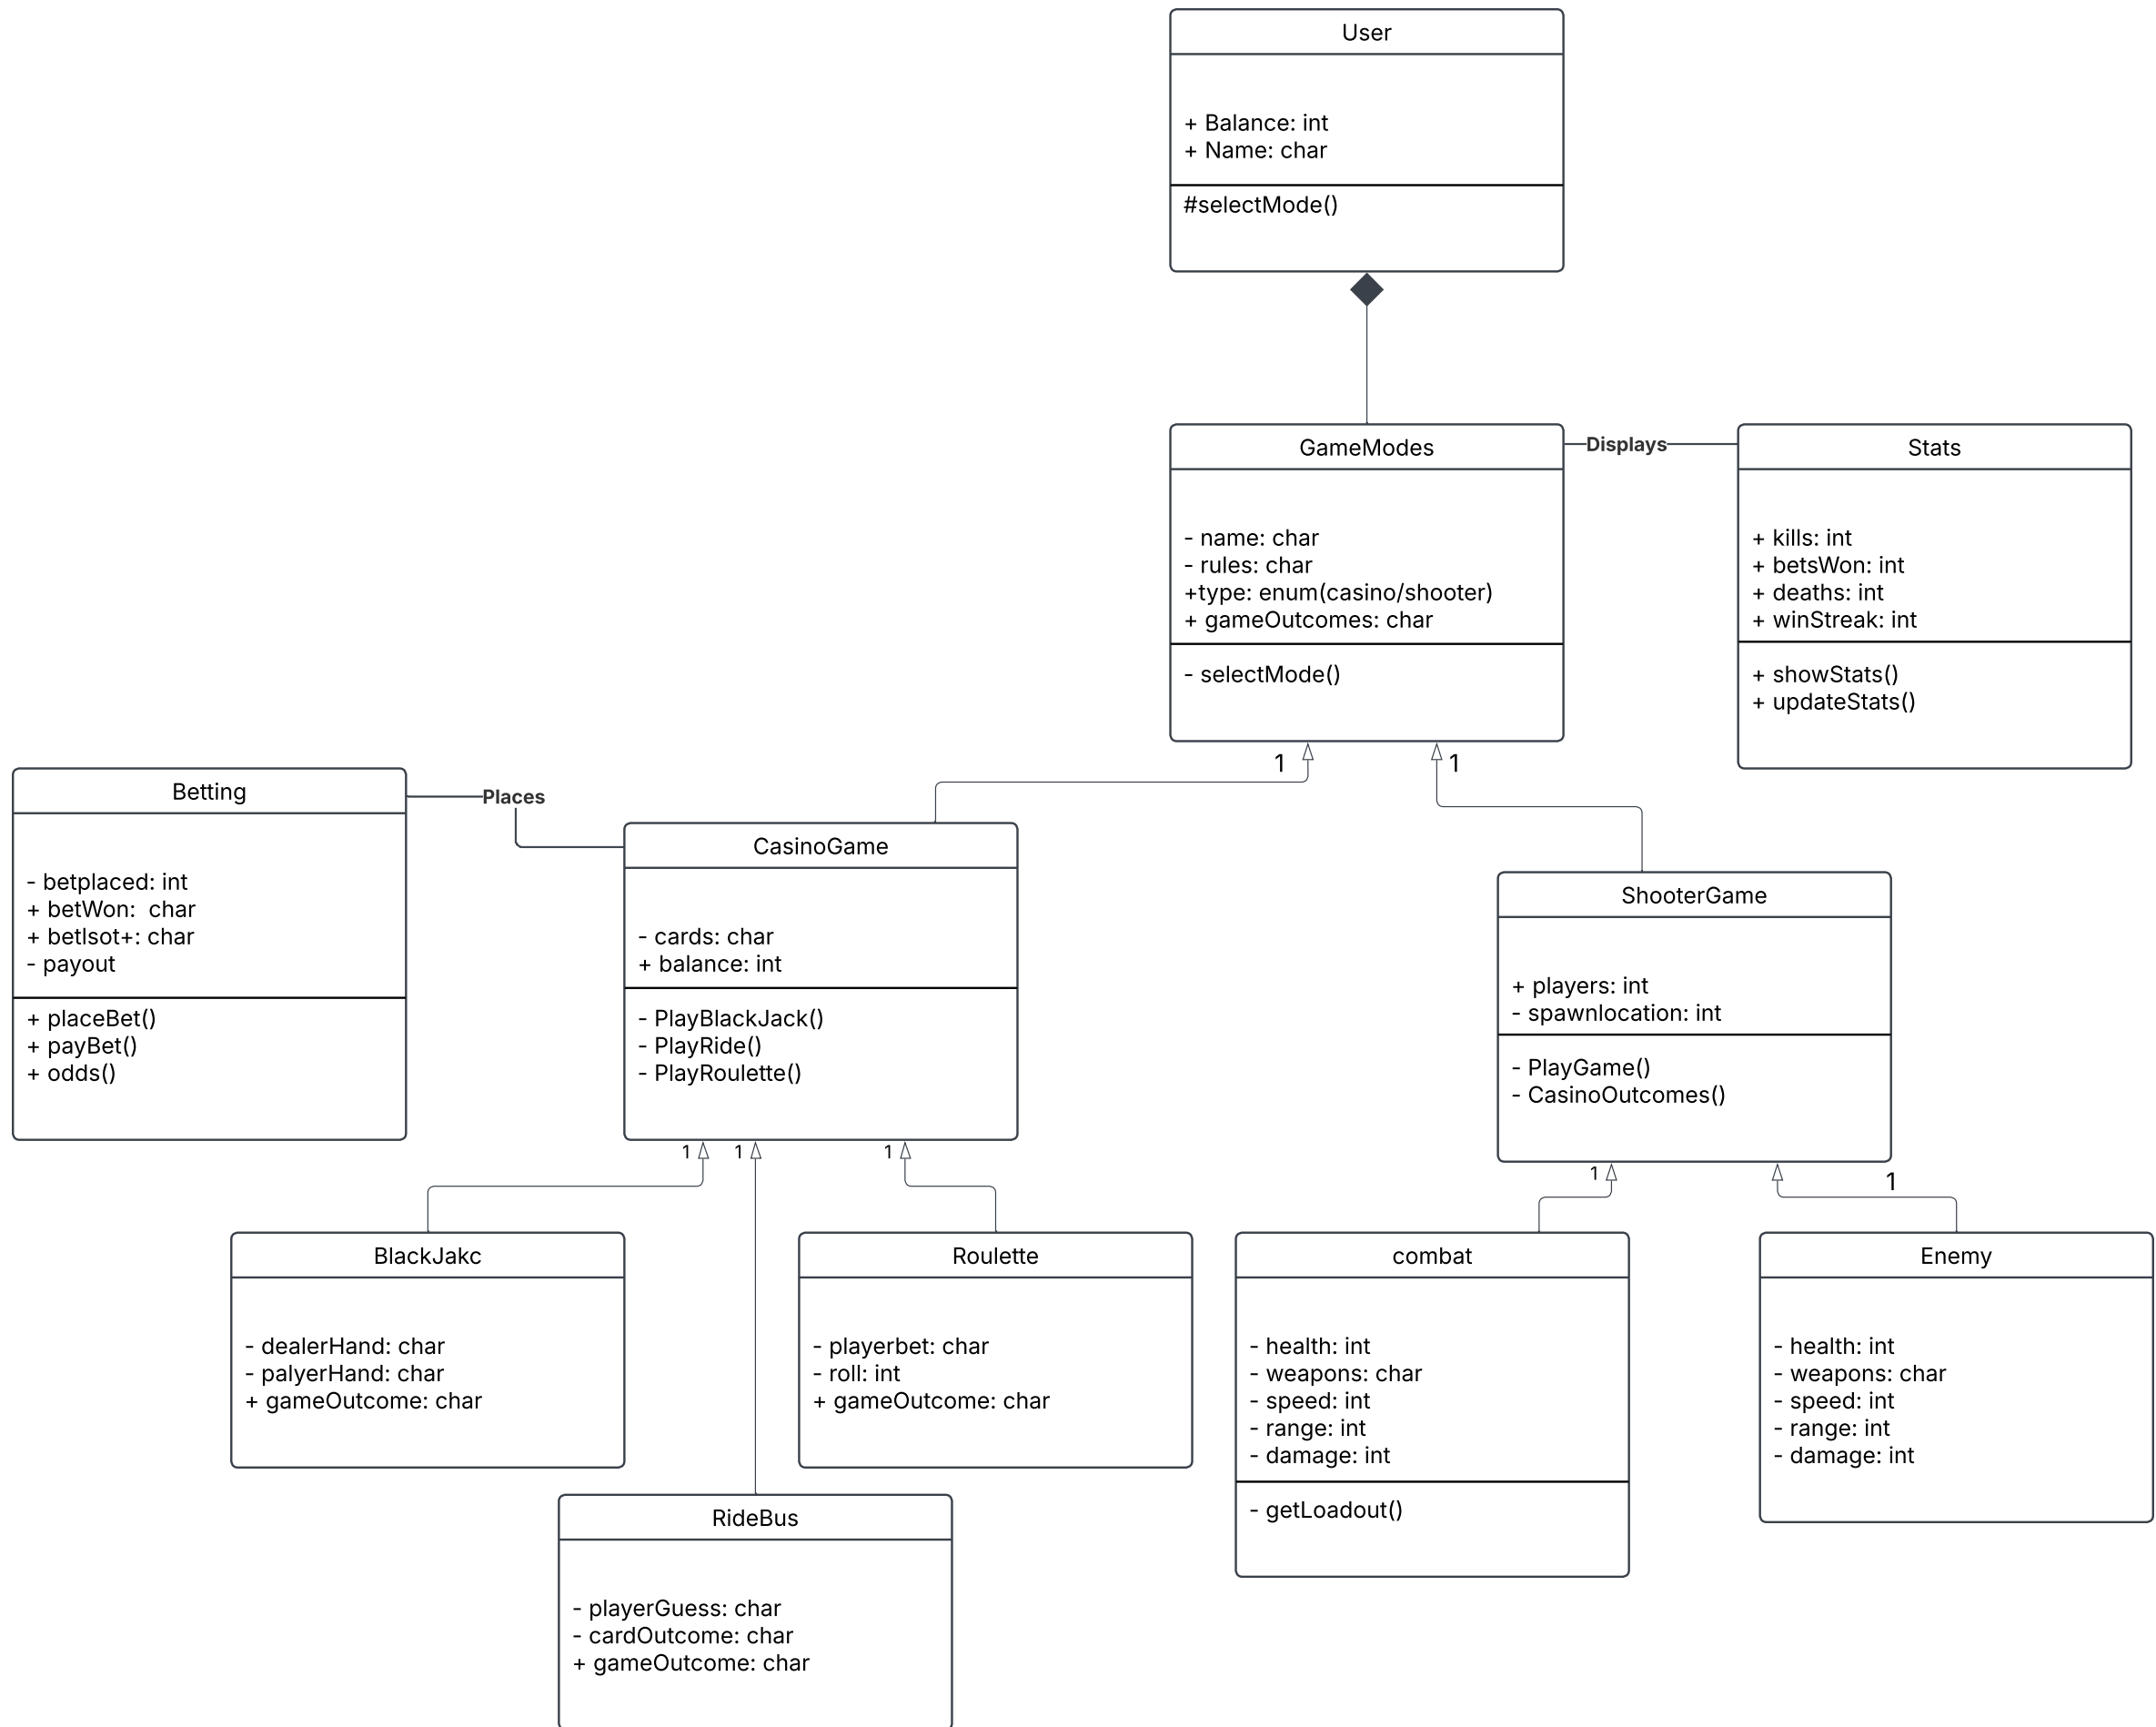 User
+ Balance: int
+ Name: char
#selectMode()
GameModes
- name: char
- rules: char
+type: enum(casino/shooter)
+ gameOutcomes: char
- selectMode()
Displays
Stats
+ kills: int
+ betsWon: int
+ deaths: int
+ winStreak: int
+ showStats()
+ updateStats()
1
1
Betting
- betplaced: int
+ betWon:  char
+ betlsot+: char
- payout
+ placeBet()
+ payBet()
+ odds()
Places
CasinoGame
- cards: char
+ balance: int
- PlayBlackJack()
- PlayRide()
- PlayRoulette()
ShooterGame
+ players: int
- spawnlocation: int
- PlayGame()
- CasinoOutcomes()
1
1
1
1
1
BlackJakc
- dealerHand: char
- palyerHand: char
+ gameOutcome: char
Roulette
- playerbet: char
- roll: int
+ gameOutcome: char
combat
- health: int
- weapons: char
- speed: int
- range: int
- damage: int
- getLoadout()
Enemy
- health: int
- weapons: char
- speed: int
- range: int
- damage: int
RideBus
- playerGuess: char
- cardOutcome: char
+ gameOutcome: char